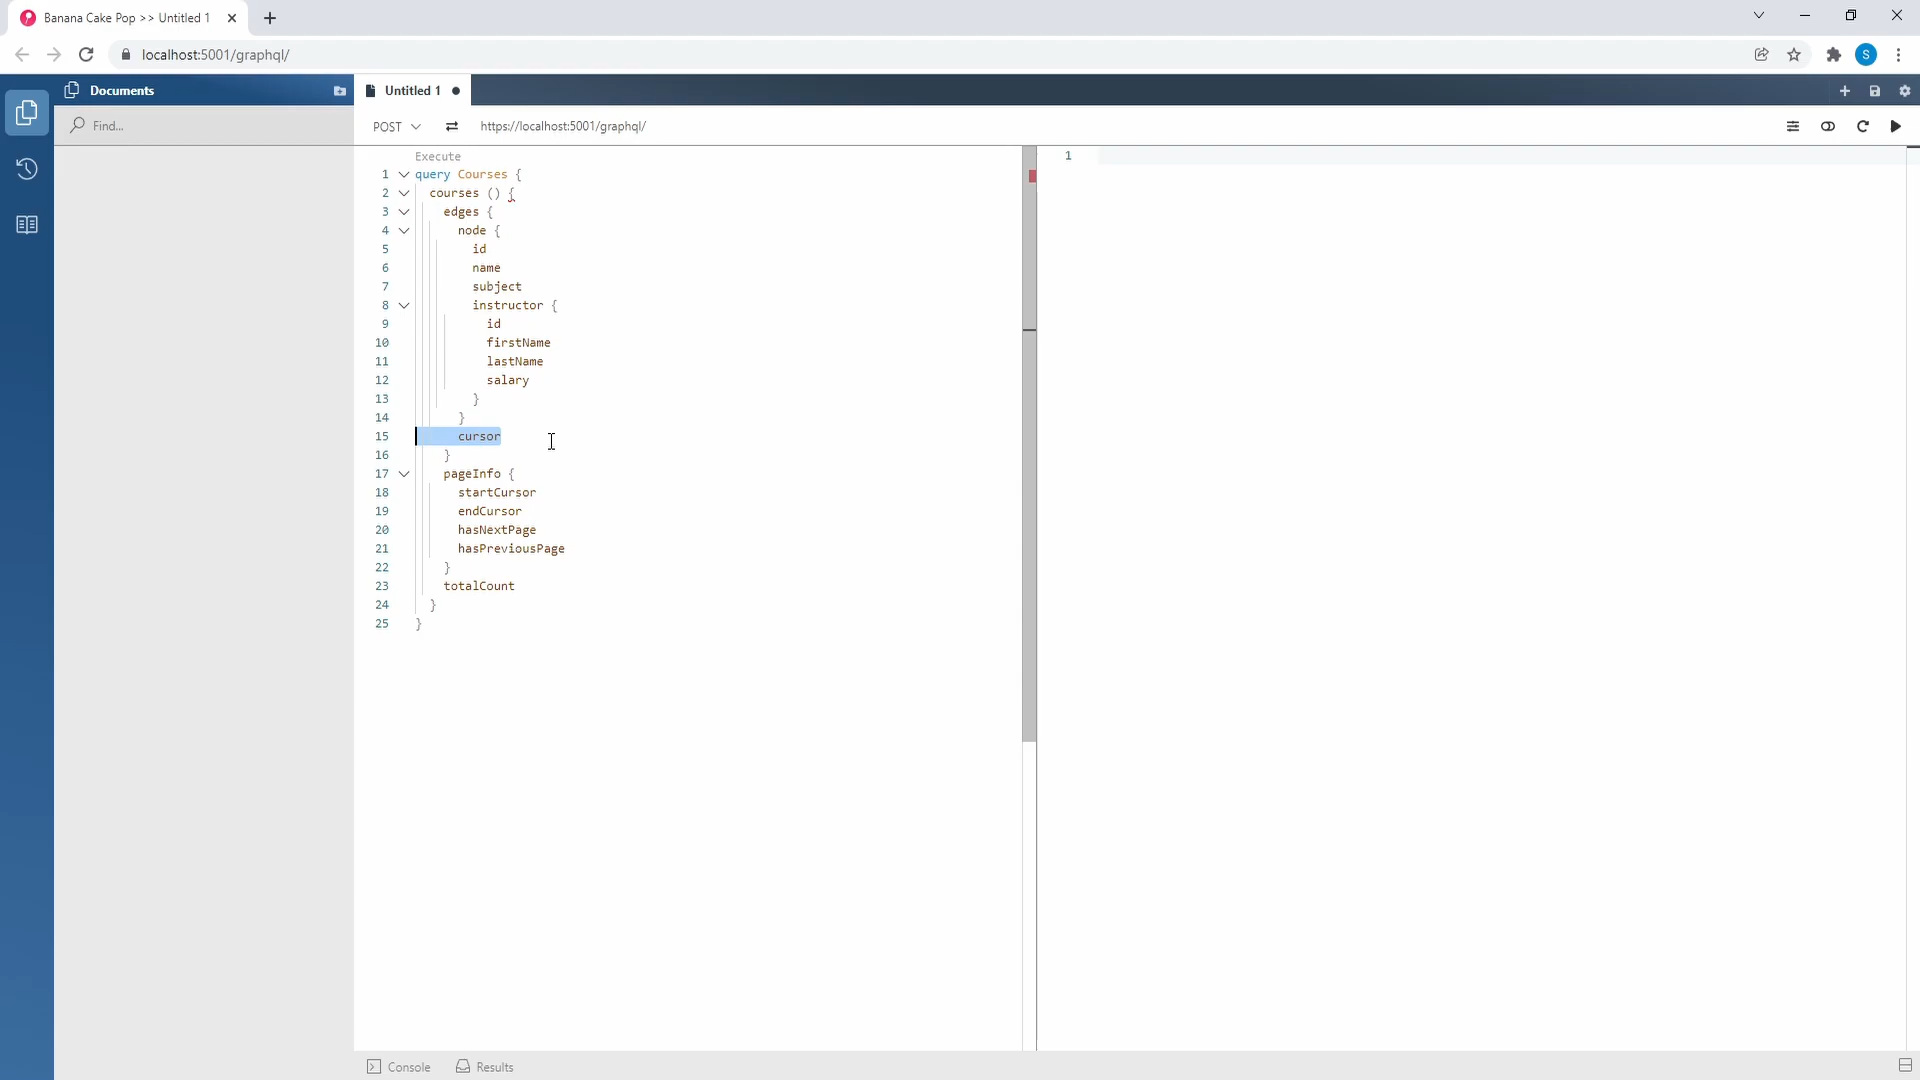 Banana Cake Pop >> Untitled 1
localhost:5001/graphql/
S
Documents
Untitled 1
Find...
POST
https://localhost:5001/graphql/
Execute
1 query Courses {
2 courses () {
3 edges {
4 node {
5 id
6 name
7 subject
8 instructor {
9 id
10 firstName
11 lastName
12 salary
13 }
14 }
15 cursor
16 }
17 pageInfo {
18 startCursor
19 endCursor
20 hasNextPage
21 hasPreviousPage
22 }
23 totalCount
24 }
25 }
1
Console
Results